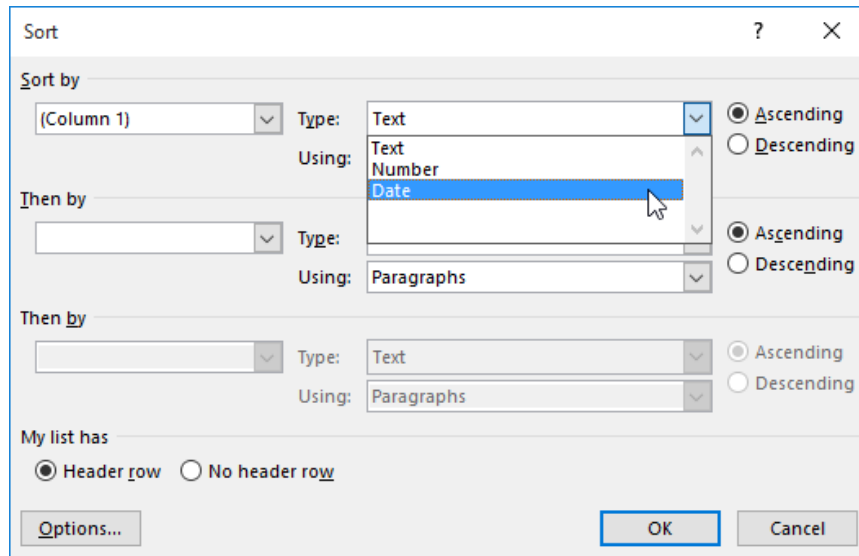 Sort ?
Sort by
(Column 1) Type: Text Ascending
Text
Using: Descending
Number
Date
Then by
Type: Ascending
Using: Paragraphs Descending
Then by
Type: Text Ascending
Using: Paragraphs Descending
My list has
Header row No header row
Options... OK Cancel